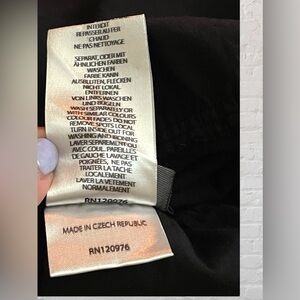 INTERDIT
REPASSER AU FER
CHAUD
NE PAS NETTOYAGE
SEPARAT, ODER MIT
ÄHNLICHEN FARBEN
WASCHEN
FARBE KANN
AUSBLUTEN, FLECKEN
NICHT LOKAL
ENTFERNEN
VON LINKS WASCHEN
UND BÜGELN
WASH SEPARATELY OR
WITH SIMILAR COLOURS
COLOUR FADES DO NOT
REMOVE SPOTS LOCAL
TURN INSIDE OUT FOR
WASHING AND IRONING
LAVER SEPAREMENT OU
AVEC COUL. PAREILLES
DE GAUCHE LAVAGE ET
POIGNÉES, NE PAS
TRAITER LA TACHE
LOCALEMENT
LAVER LA VETEMENT
NORMALEMENT
RN120976
MADE IN CZECH REPUBLIC
RN120976